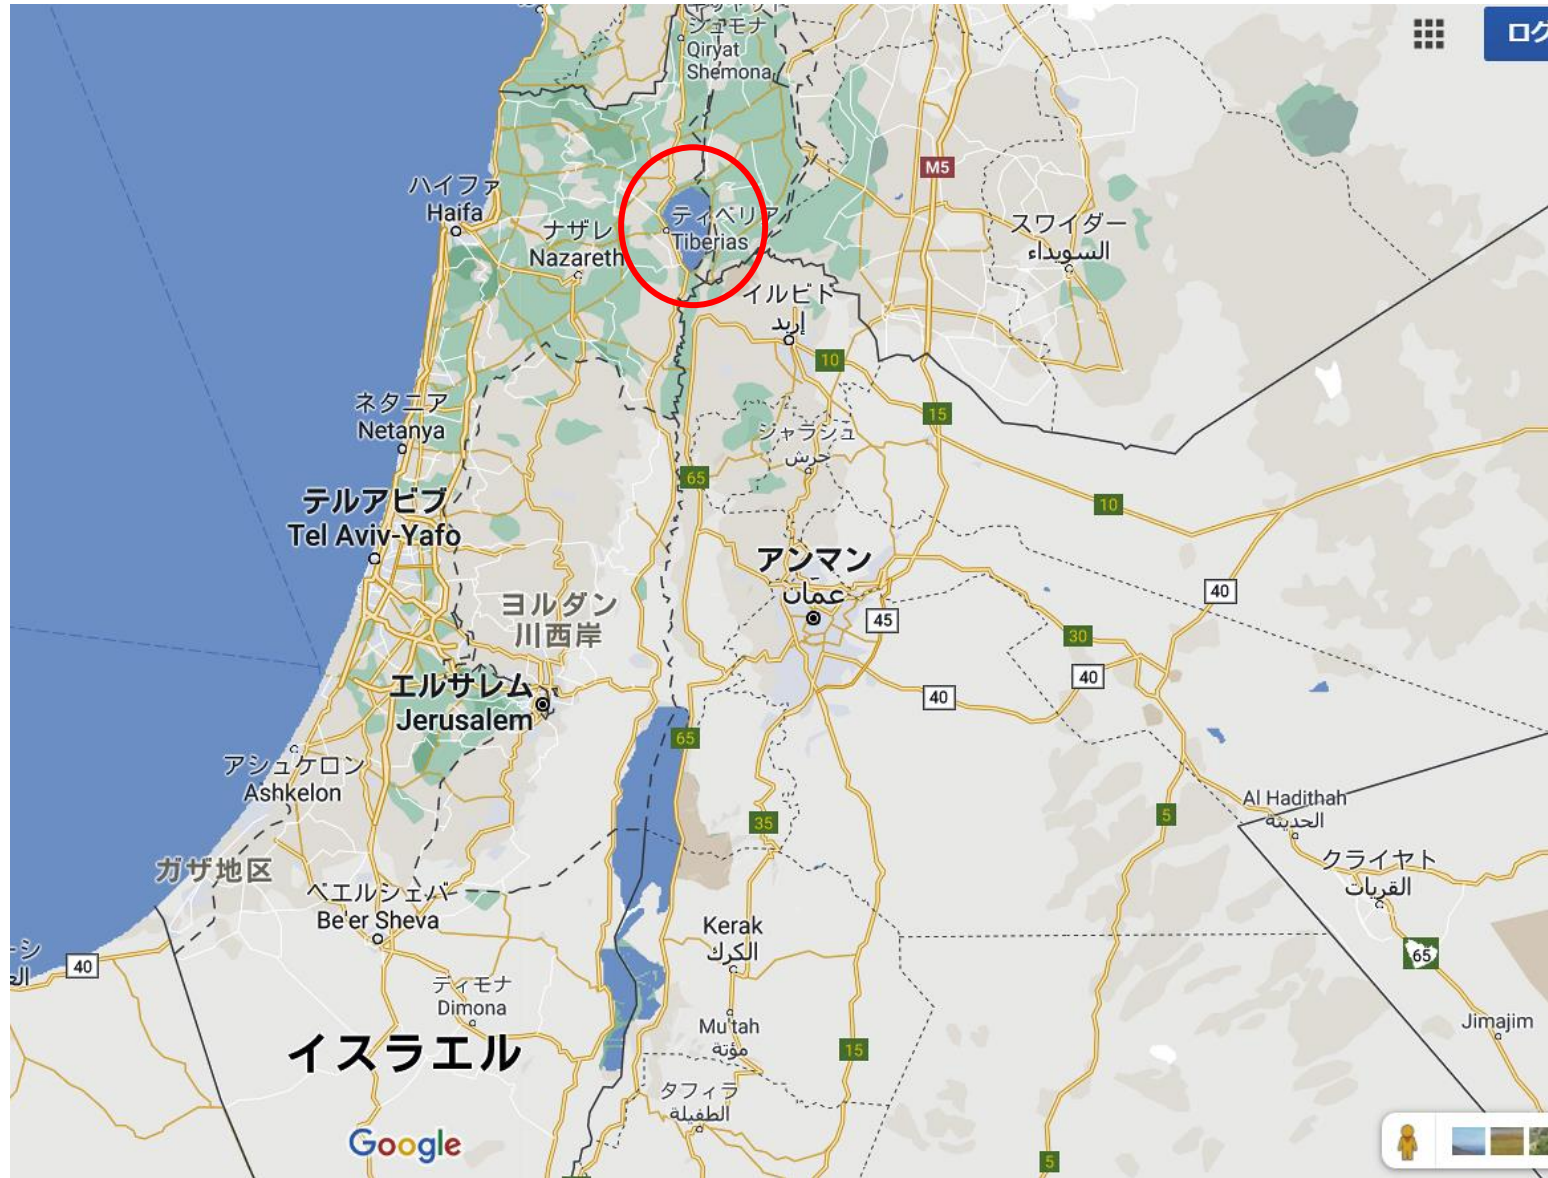 シュモナ
Qiryat
Shemona
ログ
M5
ハイファ
Haifa
ナザレ
Nazareth
ティベリア
Tiberias
スワイダー
السويداء
イルビド
إربد
10
15
ネタニア
Netanya
ジャラシュ
جرش
65
10
テルアビブ
Tel Aviv-Yafo
アンマン
عمان
40
45
ヨルダン
川西岸
30
40
40
エルサレム
Jerusalem
65
アシュケロン
Ashkelon
35
5
Al Hadithah
الحديثة
ガザ地区
クライヤト
القريات
ベエルシェバ
Be'er Sheva
Kerak
الكرك
40
65
ディモナ
Dimona
Mu'tah
مؤتة
Jimajim
イスラエル
15
タフィラ
الطفيلة
Google
5